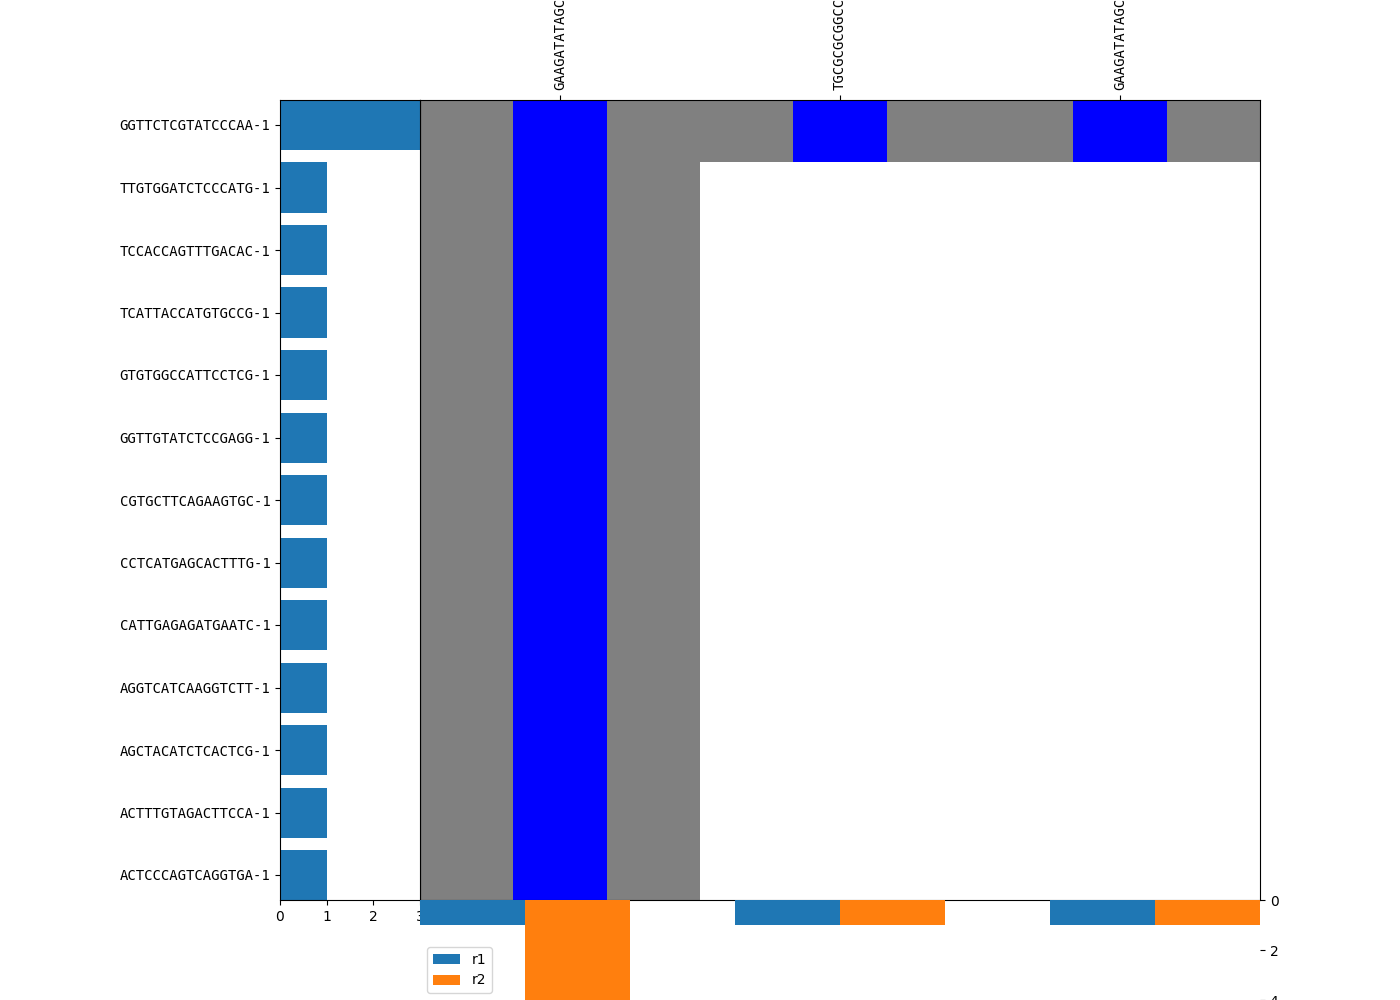 GAAGATATAGC
TGCGCGCGGCC
GAAGATATAGC
GGTTCTCGTATCCCAA-1
TTGTGGATCTCCCATG-1
TCCACCAGTTTGACAC-1
TCATTACCATGTGCCG-1
GTGTGGCCATTCCTCG-1
GGTTGTATCTCCGAGG-1
CGTGCTTCAGAAGTGC-1
CCTCATGAGCACTTTG-1
CATTGAGAGATGAATC-1
AGGTCATCAAGGTCTT-1
AGCTACATCTCACTCG-1
ACTTTGTAGACTTCCA-1
ACTCCCAGTCAGGTGA-1
0 1 2
0
2
r1
r2